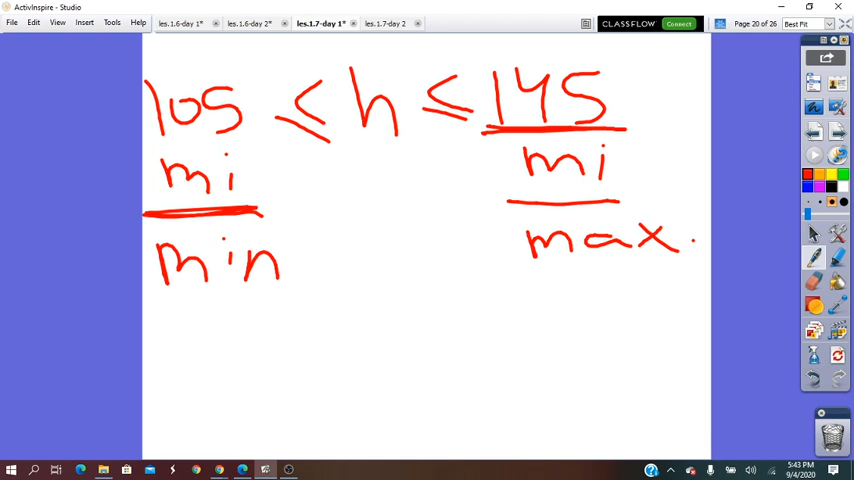 ActivInspire - Studio
les.1.6-day 1* les.1.6-day 2* les.1.7-day 1* les.1.7-day 2
File Edit View Insert Tools Help CLASSFLOW Connect Page 20 of 26 Best Fit
105 ≤ h ≤ 145
mi mi
min max.
5:43 PM
9/4/2020